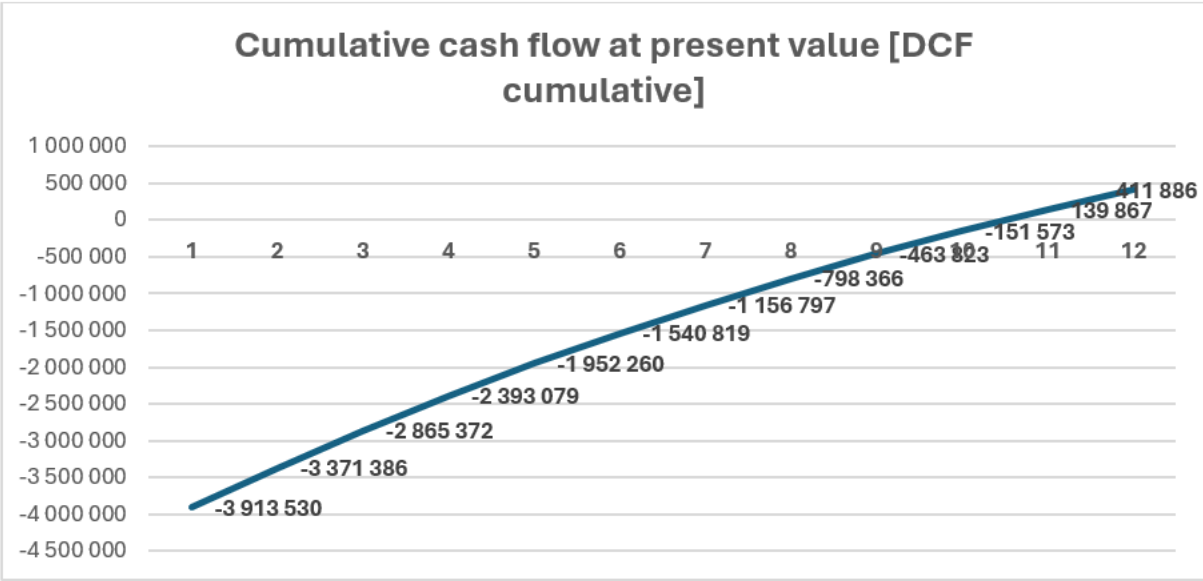 Cumulative cash flow at present value [DCF
cumulative]
1 000 000
500 000
0
-500 000
-1 000 000
-1 500 000
-2 000 000
-2 500 000
-3 000 000
-3 500 000
-4 000 000
-4 500 000
1 2 3 4 5 6 7 8 9 10 11 12
-3 913 530
-3 371 386
-2 865 372
-2 393 079
-1 952 260
-1 540 819
-1 156 797
-798 366
-463 823
-151 573
139 867
411 886